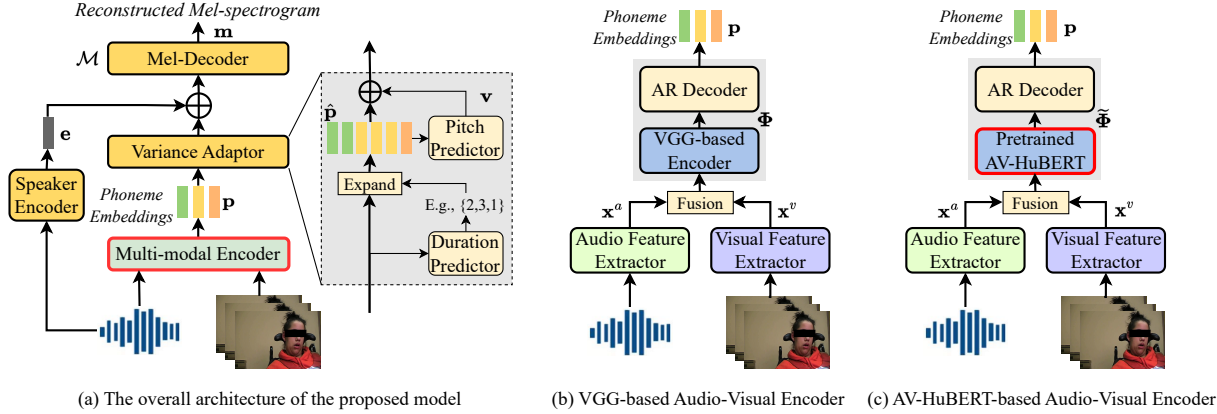 Reconstructed Mel-spectrogram
m
M
Mel-Decoder
e
Variance Adaptor
Speaker
Encoder
Phoneme
Embeddings
p
Multi-modal Encoder
p̂
v
Pitch
Predictor
Expand
E.g., {2,3,1}
Duration
Predictor
(a) The overall architecture of the proposed model
Phoneme
Embeddings
p
AR Decoder
Φ
VGG-based
Encoder
Fusion
x^a
x^v
Audio Feature
Extractor
Visual Feature
Extractor
(b) VGG-based Audio-Visual Encoder
Phoneme
Embeddings
p
AR Decoder
Φ̃
Pretrained
AV-HuBERT
Fusion
x^a
x^v
Audio Feature
Extractor
Visual Feature
Extractor
(c) AV-HuBERT-based Audio-Visual Encoder